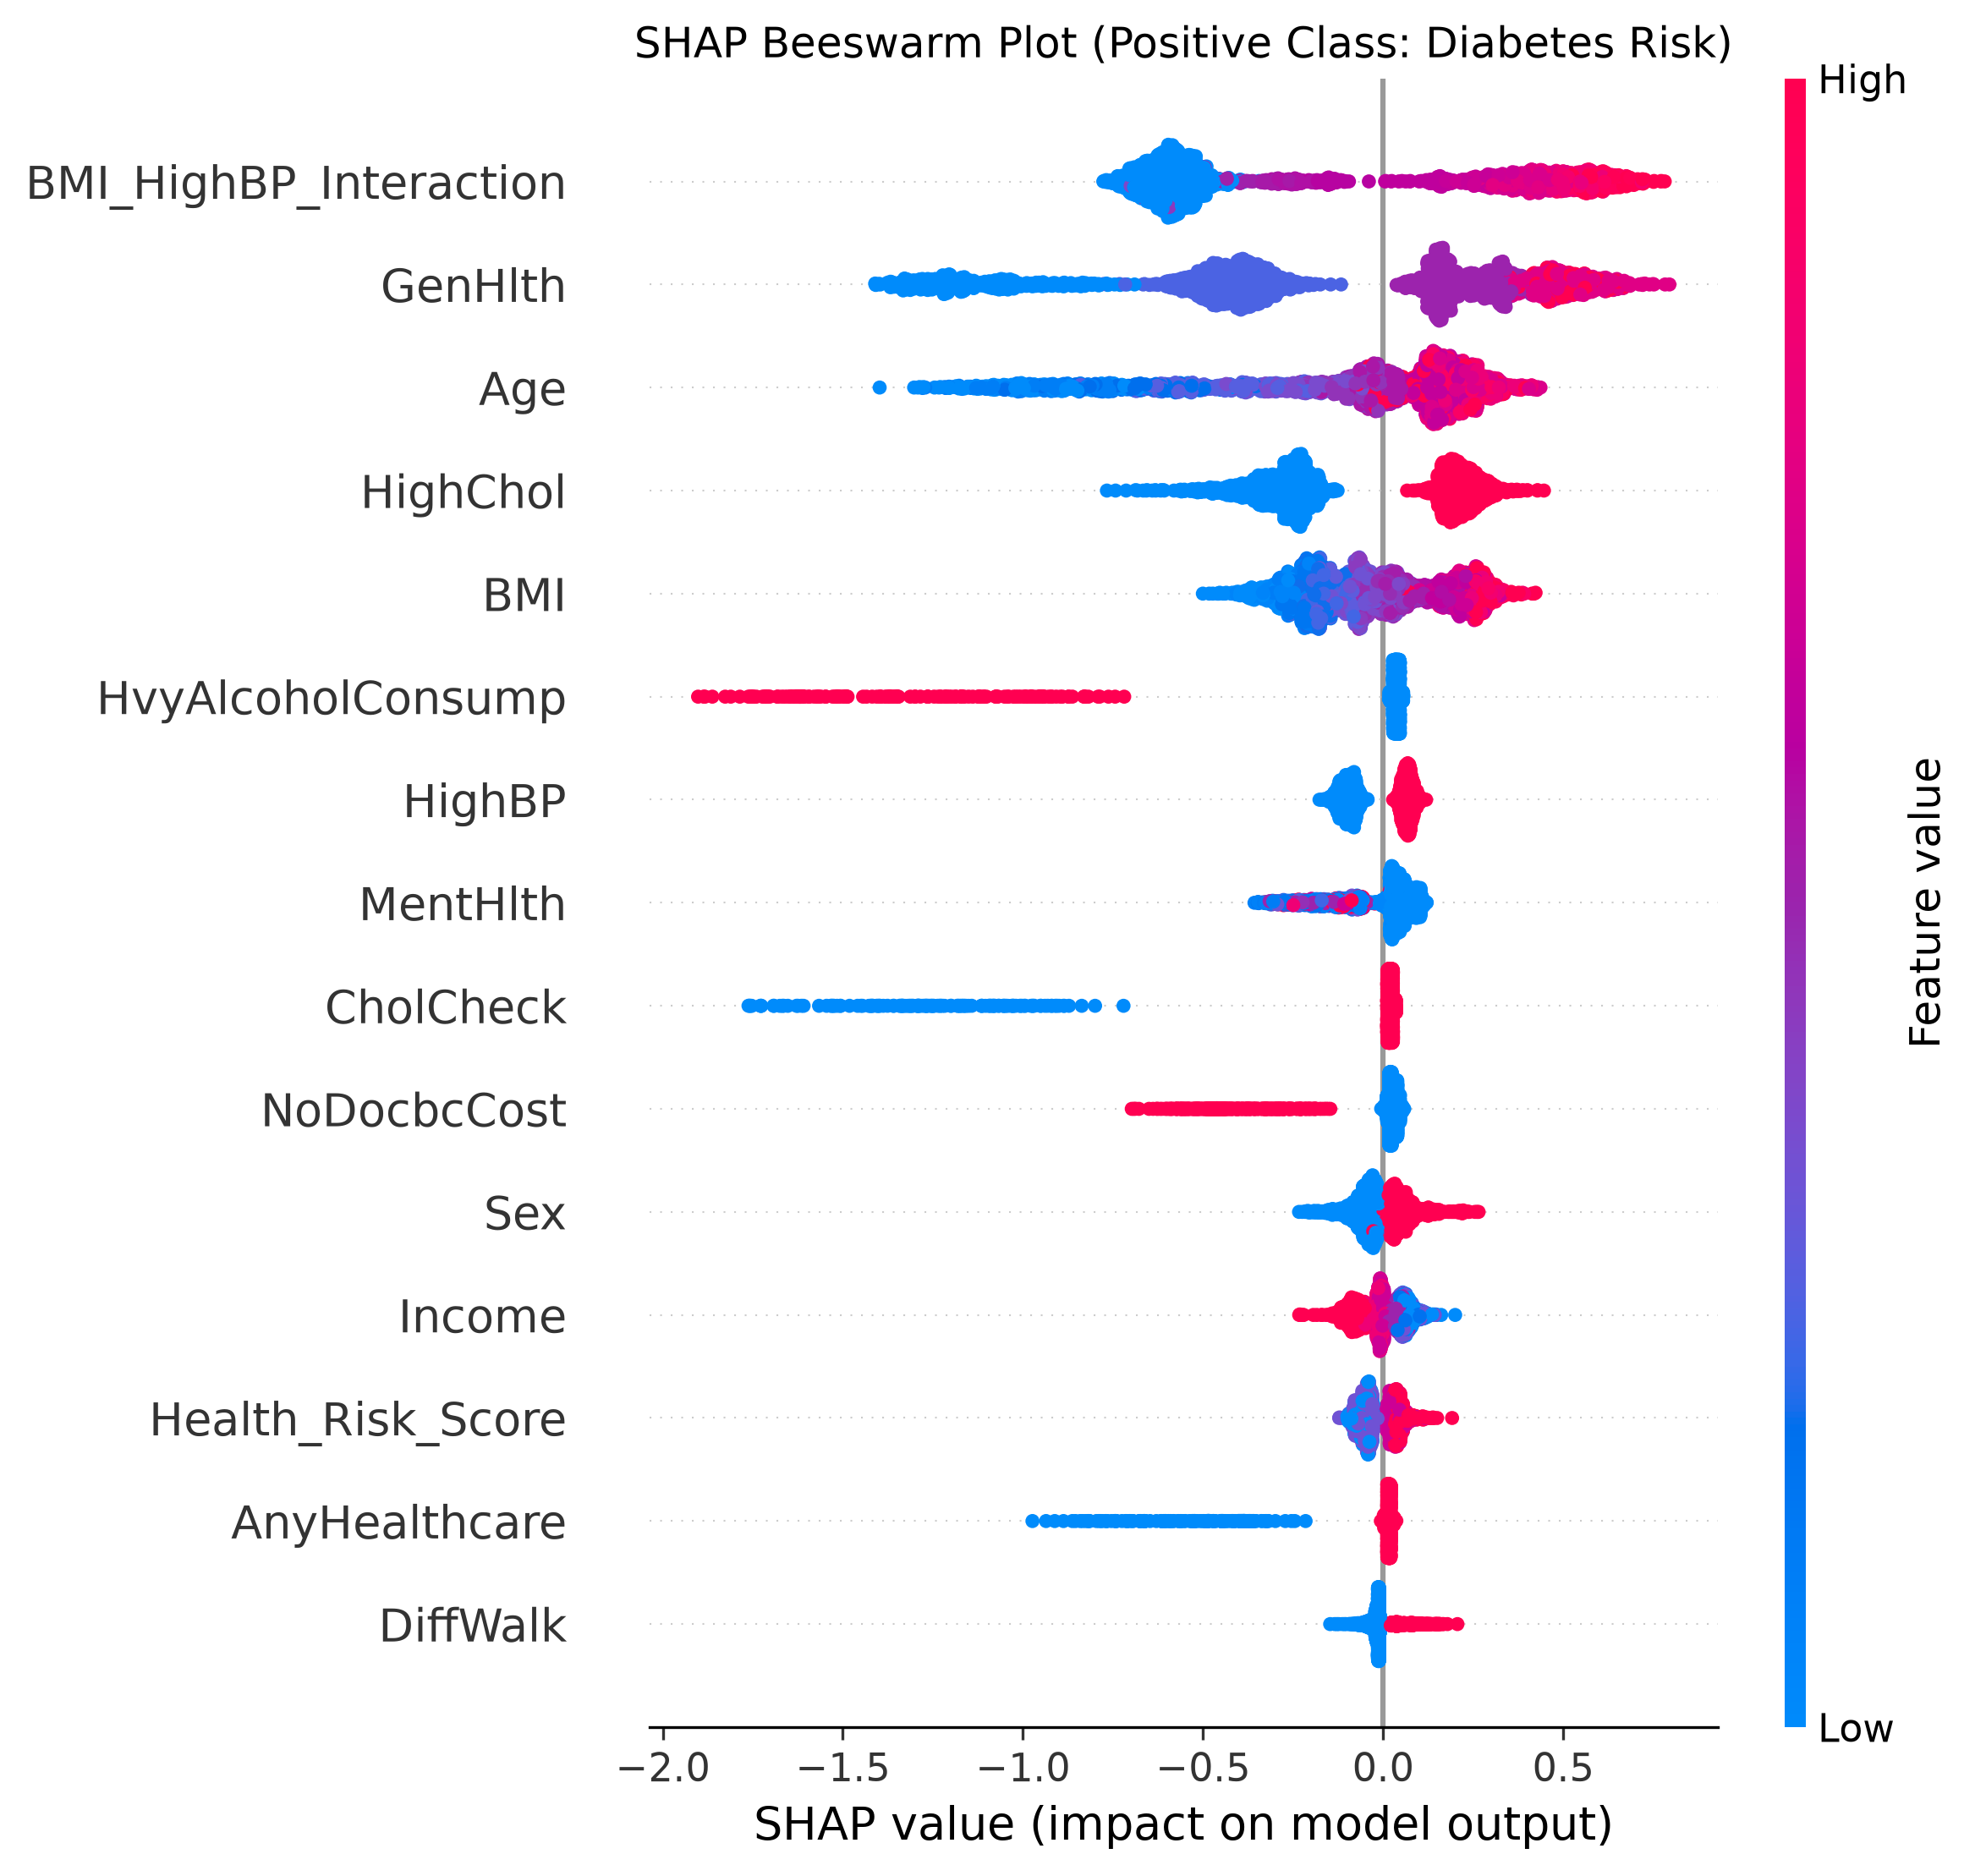 SHAP Beeswarm Plot (Positive Class: Diabetes Risk)
High
BMI_HighBP_Interaction
GenHlth
Age
HighChol
BMI
HvyAlcoholConsump
HighBP
MentHlth
CholCheck
NoDocbcCost
Sex
Income
Health_Risk_Score
AnyHealthcare
DiffWalk
Feature value
Low
−2.0 −1.5 −1.0 −0.5 0.0 0.5
SHAP value (impact on model output)